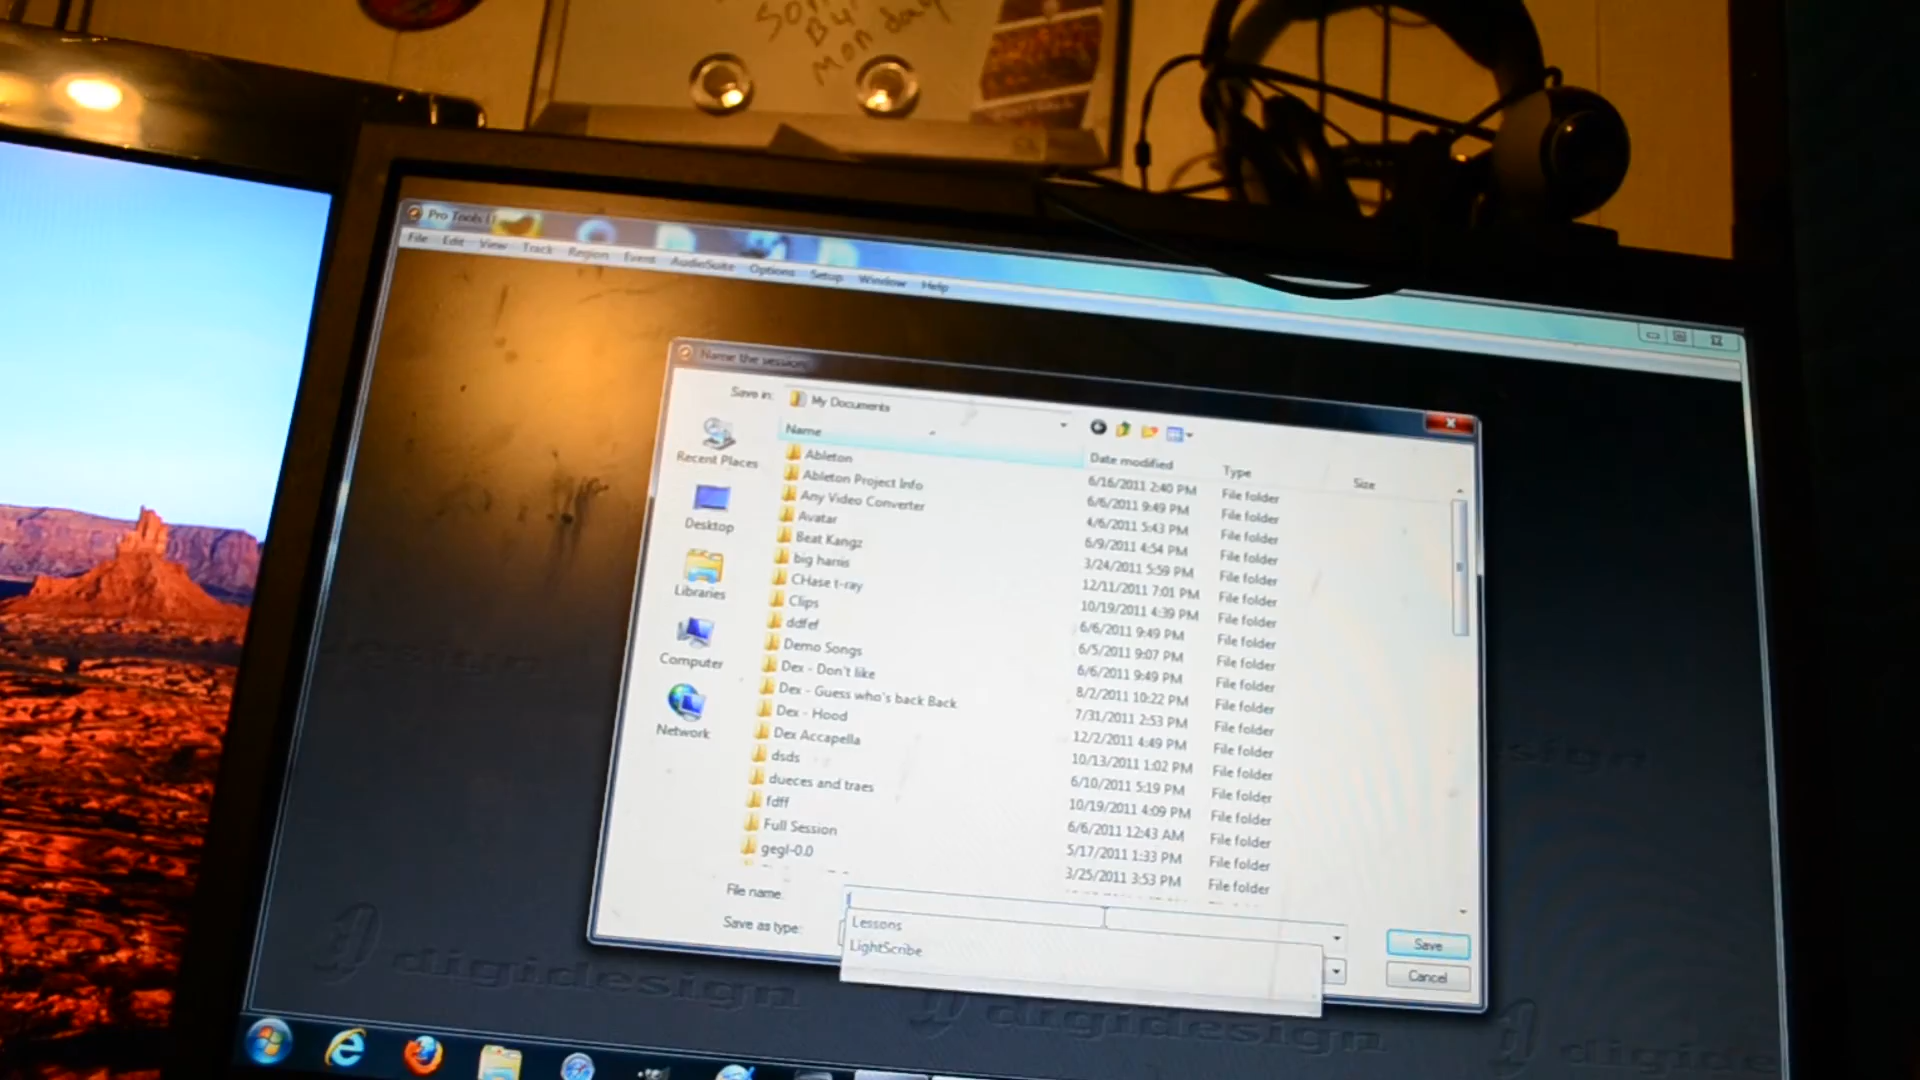 By
Monday
Pro Tools
File Edit View Track Region Event AudioSuite Options Setup Window Help
Name the session
Save in: My Documents
Name Date modified Type Size
Ableton 6/16/2011 2:40 PM File folder
Ableton Project Info 6/6/2011 9:49 PM File folder
Any Video Converter 4/6/2011 5:43 PM File folder
Avatar 6/9/2011 4:54 PM File folder
Beat Kangz 3/24/2011 5:59 PM File folder
big harris 12/11/2011 7:01 PM File folder
CHase t-ray 10/19/2011 4:39 PM File folder
Clips 6/6/2011 9:49 PM File folder
ddfef 6/5/2011 9:07 PM File folder
Demo Songs 6/6/2011 9:49 PM File folder
Dex - Don't like 8/2/2011 10:22 PM File folder
Dex - Guess who's back Back 7/31/2011 2:53 PM File folder
Dex - Hood 12/2/2011 4:49 PM File folder
Dex Accapella 10/13/2011 1:02 PM File folder
dsds 6/10/2011 5:19 PM File folder
dueces and traes 10/19/2011 4:09 PM File folder
fdff 6/6/2011 12:43 AM File folder
Full Session 5/17/2011 1:33 PM File folder
gegl-0.0 3/25/2011 3:53 PM File folder
Recent Places
Desktop
Libraries
Computer
Network
File name:
Save as type:
Lessons
LightScribe
Save
Cancel
digidesign
digidesign
digide